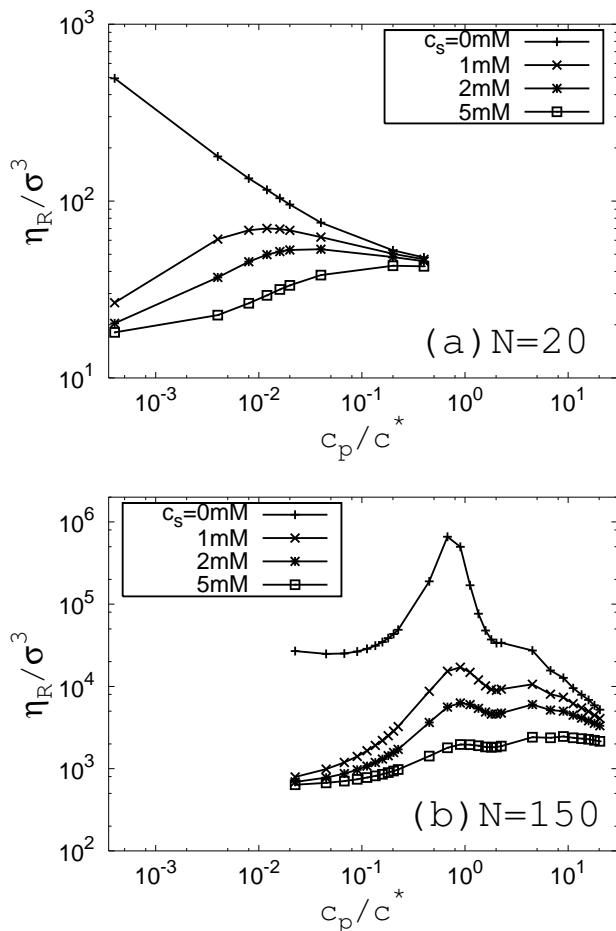 10^3
c_s=0mM
1mM
2mM
5mM
η_R/σ^3
10^2
10^1
(a) N=20
10^-3
10^-2
10^-1
10^0
10^1
c_p/c^*
10^6
c_s=0mM
1mM
2mM
5mM
10^5
η_R/σ^3
10^4
10^3
10^2
(b) N=150
10^-3
10^-2
10^-1
10^0
10^1
c_p/c^*